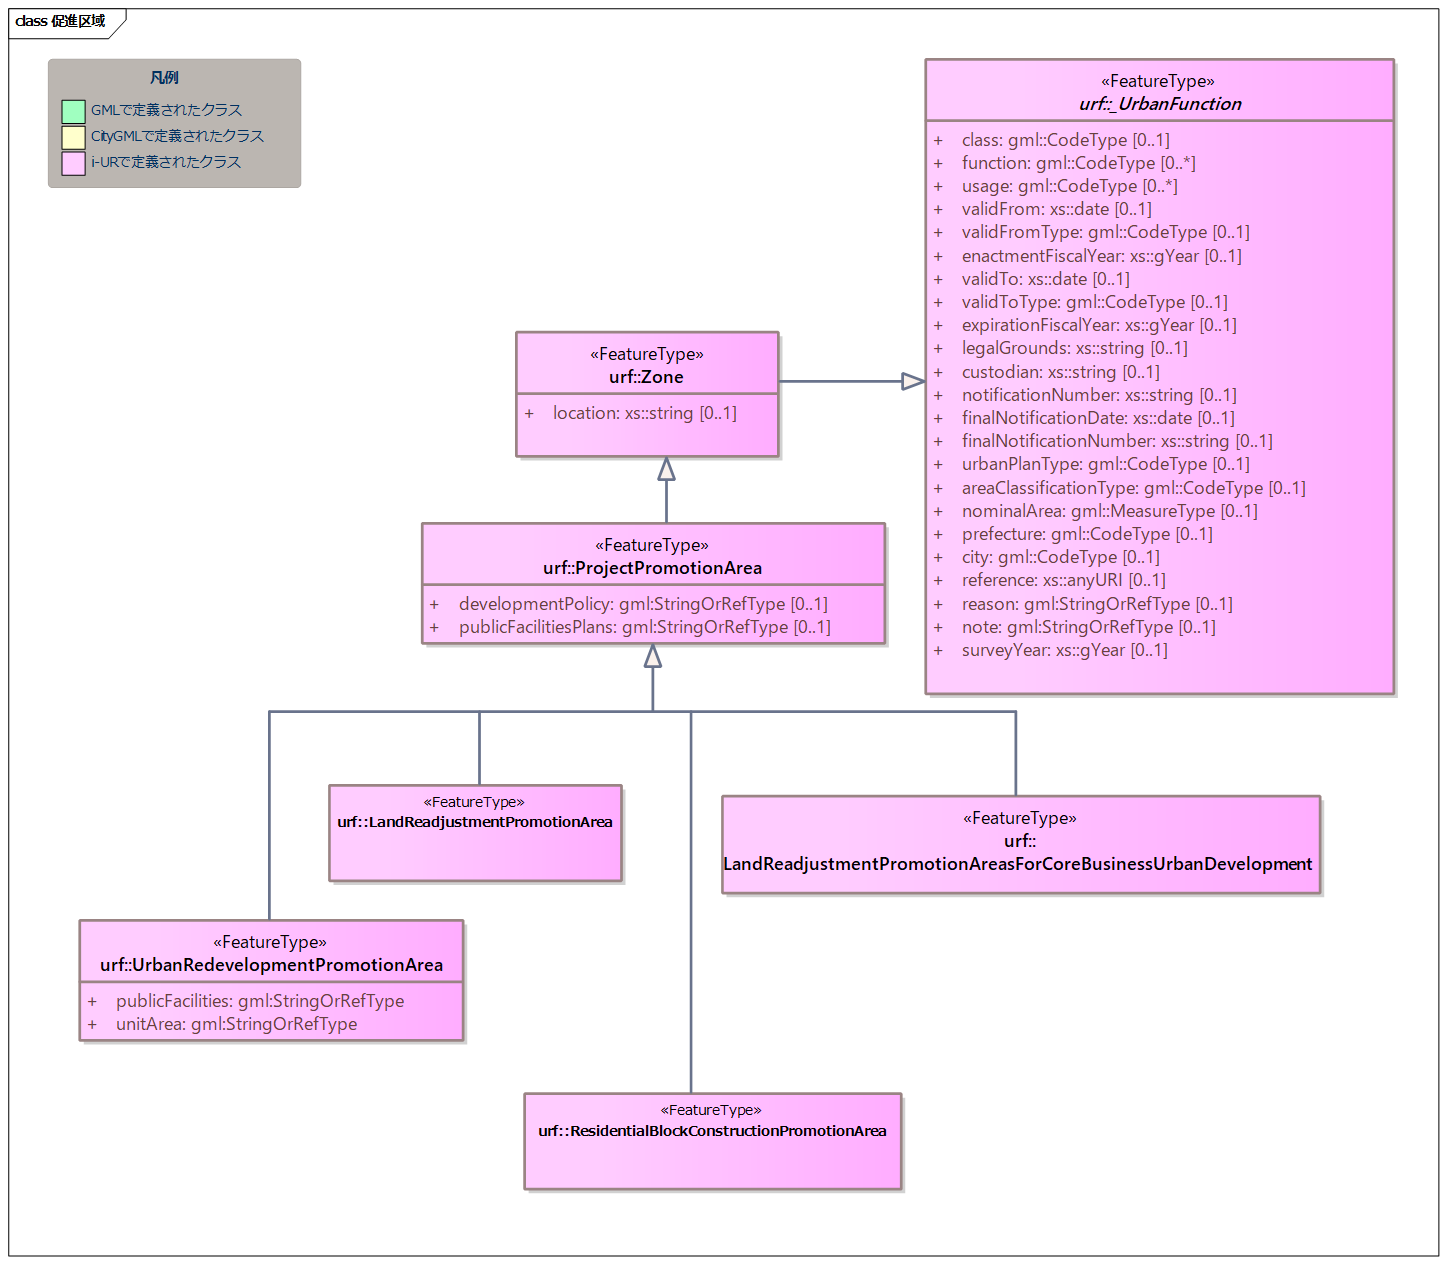 class 促進区域
凡例
GMLで定義されたクラス
CityGMLで定義されたクラス
i-URで定義されたクラス
«FeatureType»
urf::_UrbanFunction
+ class: gml::CodeType [0..1]
+ function: gml::CodeType [0..*]
+ usage: gml::CodeType [0..*]
+ validFrom: xs::date [0..1]
+ validFromType: gml::CodeType [0..1]
+ enactmentFiscalYear: xs::gYear [0..1]
+ validTo: xs::date [0..1]
+ validToType: gml::CodeType [0..1]
+ expirationFiscalYear: xs::gYear [0..1]
+ legalGrounds: xs::string [0..1]
+ custodian: xs::string [0..1]
+ notificationNumber: xs::string [0..1]
+ finalNotificationDate: xs::date [0..1]
+ finalNotificationNumber: xs::string [0..1]
+ urbanPlanType: gml::CodeType [0..1]
+ areaClassificationType: gml::CodeType [0..1]
+ nominalArea: gml::MeasureType [0..1]
+ prefecture: gml::CodeType [0..1]
+ city: gml::CodeType [0..1]
+ reference: xs::anyURI [0..1]
+ reason: gml:StringOrRefType [0..1]
+ note: gml:StringOrRefType [0..1]
+ surveyYear: xs::gYear [0..1]
«FeatureType»
urf::Zone
+ location: xs::string [0..1]
«FeatureType»
urf::ProjectPromotionArea
+ developmentPolicy: gml:StringOrRefType [0..1]
+ publicFacilitiesPlans: gml:StringOrRefType [0..1]
«FeatureType»
urf::LandReadjustmentPromotionArea
«FeatureType»
urf::
LandReadjustmentPromotionAreasForCoreBusinessUrbanDevelopment
«FeatureType»
urf::UrbanRedevelopmentPromotionArea
+ publicFacilities: gml:StringOrRefType
+ unitArea: gml:StringOrRefType
«FeatureType»
urf::ResidentialBlockConstructionPromotionArea